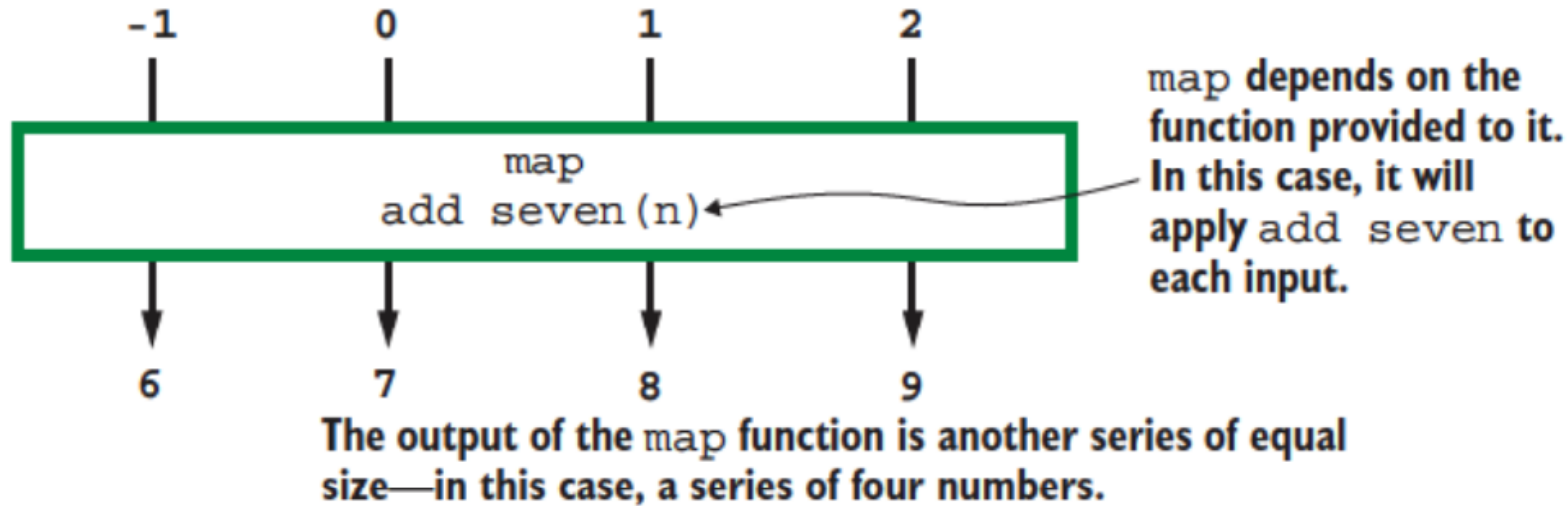 -1 0 1 2
map depends on the
function provided to it.
In this case, it will
apply add seven to
each input.
map
add seven(n)
6 7 8 9
The output of the map function is another series of equal
size—in this case, a series of four numbers.